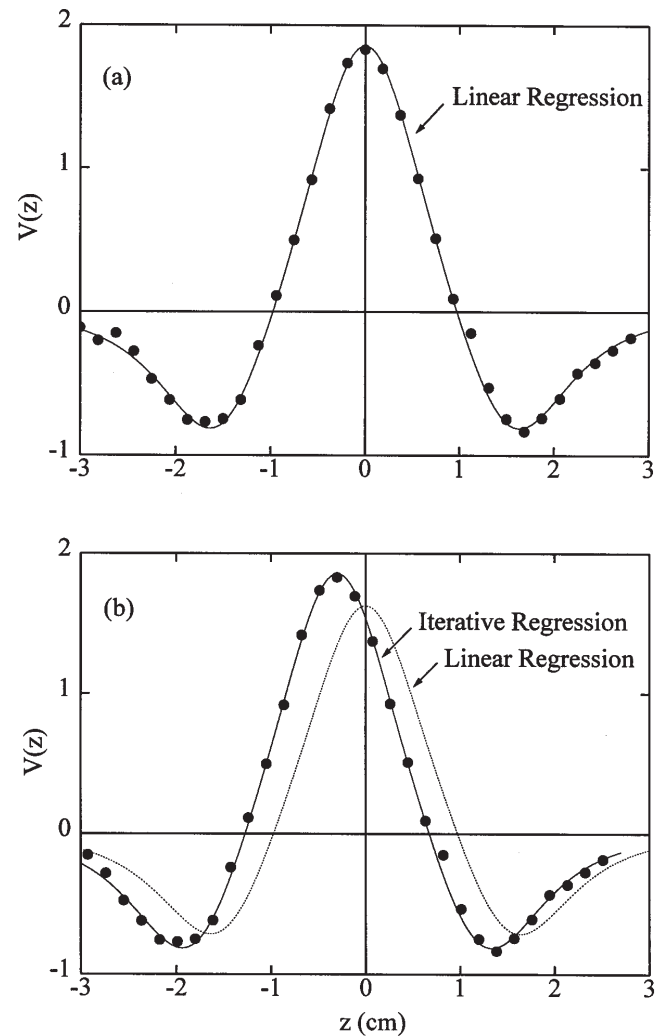 2
(a)
Linear Regression
1
V(z)
0
-1
-3 -2 -1 0 1 2 3
2
(b)
Iterative Regression
Linear Regression
1
V(z)
0
-1
-3 -2 -1 0 1 2 3
z (cm)